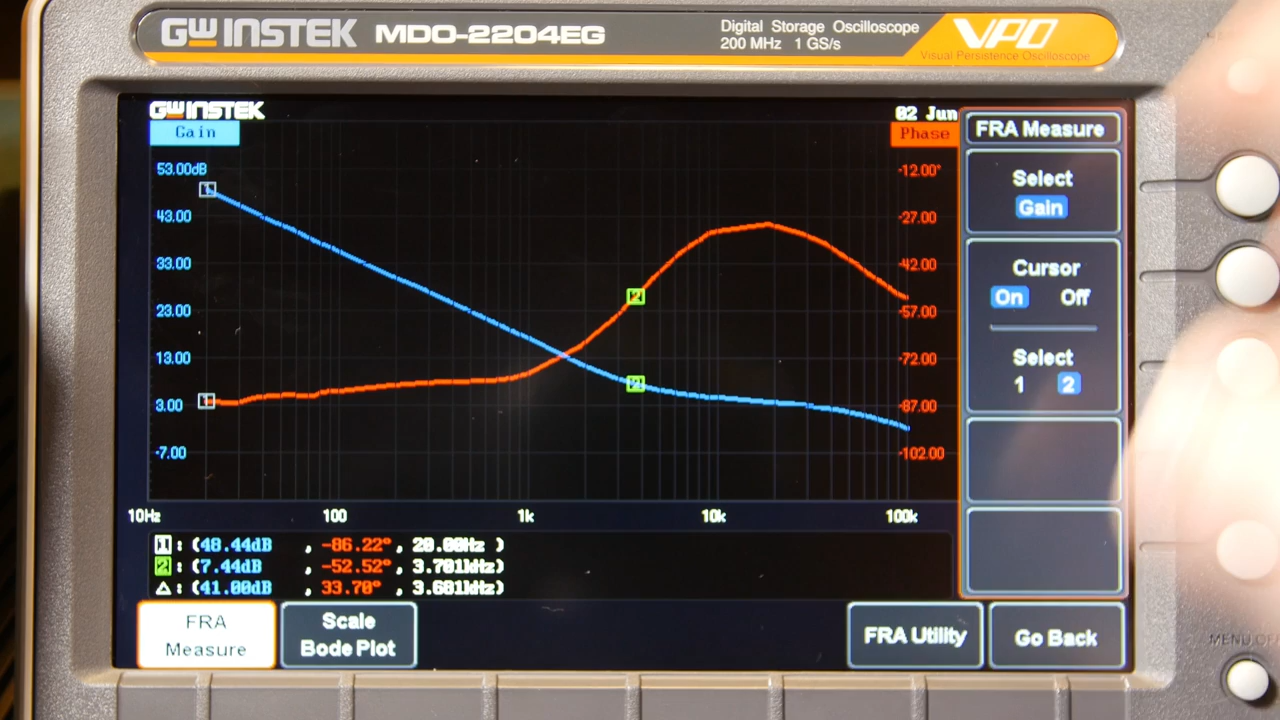 GW INSTEK MDO-2204EG
Digital Storage Oscilloscope
200 MHz 1 GS/s
VPO
Visual Persistence Oscilloscope
GW INSTEK
02 Jun
Gain
Phase
53.00dB
43.00
33.00
23.00
13.00
3.00
-7.00
-12.00°
-27.00
-42.00
-57.00
-72.00
-87.00
-102.00
1
1
2
2
10Hz 100 1k 10k 100k
1 : (48.44dB , -86.22°, 20.00Hz )
2 : (7.44dB , -52.52°, 3.701kHz)
△ : (41.00dB , 33.70°, 3.681kHz)
FRA Measure
Select
Gain
Cursor
On Off
Select
1 2
FRA
Measure
Scale
Bode Plot
FRA Utility
Go Back